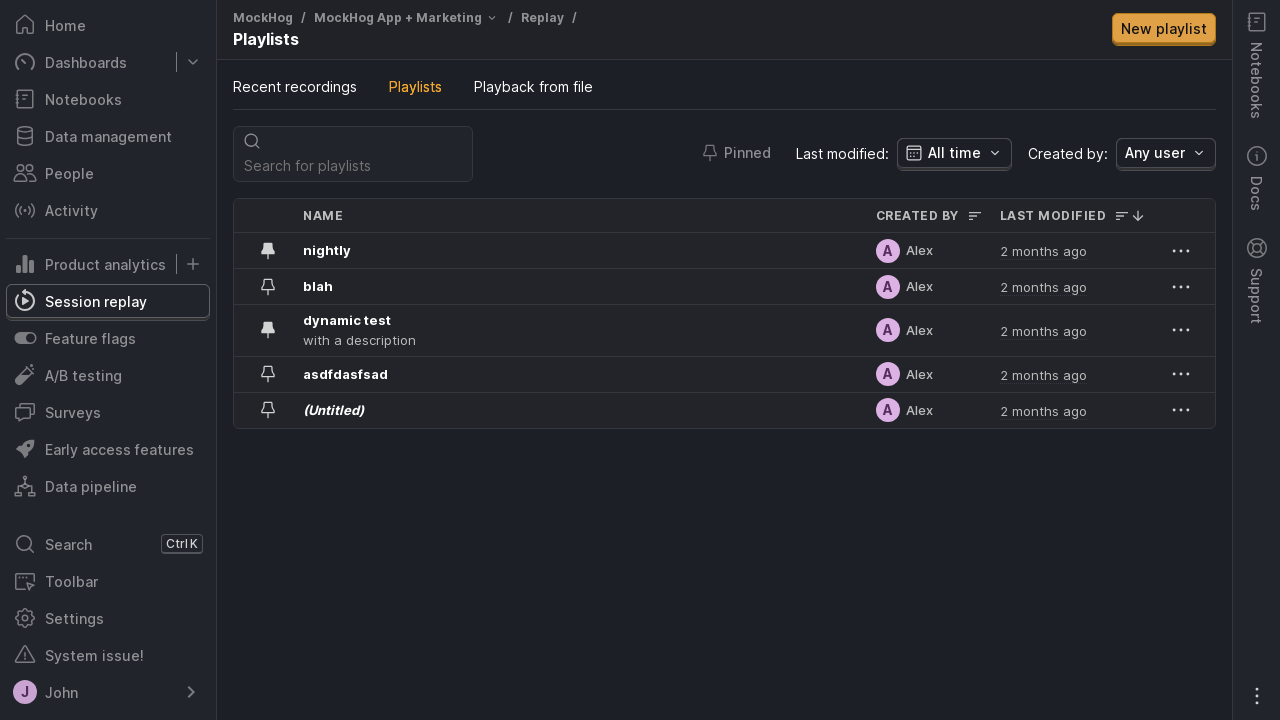 Home
Dashboards
Notebooks
Data management
People
Activity
Product analytics
Session replay
Feature flags
A/B testing
Surveys
Early access features
Data pipeline
Search Ctrl K
Toolbar
Settings
System issue!
J John
MockHog / MockHog App + Marketing / Replay /
Playlists
New playlist
Recent recordings Playlists Playback from file
Search for playlists
Pinned Last modified: All time Created by: Any user
NAME CREATED BY LAST MODIFIED
nightly A Alex 2 months ago
blah A Alex 2 months ago
dynamic test
with a description A Alex 2 months ago
asdfdasfsad A Alex 2 months ago
(Untitled) A Alex 2 months ago
Notebooks
Docs
Support